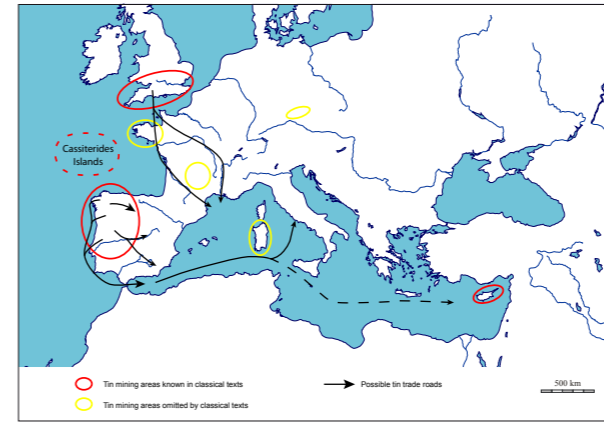 Cassiterides
Islands
Tin mining areas known in classical texts
Possible tin trade roads
500 km
Tin mining areas omitted by classical texts